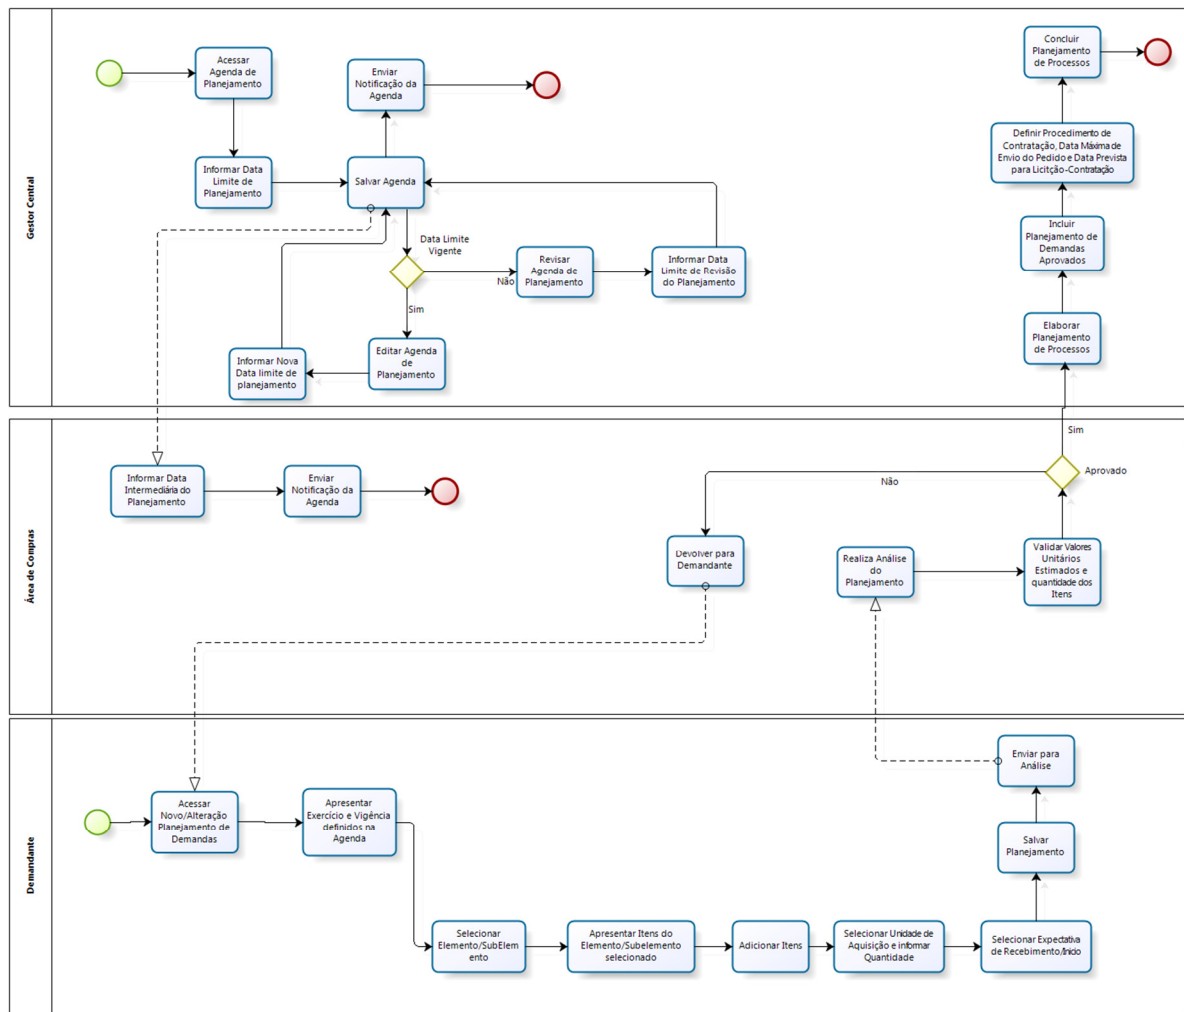 Gestor Central
Acessar
Agenda de
Planejamento
Informar Data
Limite de
Planejamento
Enviar
Notificação da
Agenda
Salvar Agenda
Data Limite
Vigente
Não
Sim
Revisar
Agenda de
Planejamento
Informar Data
Limite de Revisão
do Planejamento
Editar Agenda
de
Planejamento
Informar Nova
Data limite de
planejamento
Concluir
Planejamento
de Processos
Definir Procedimento de
Contratação, Data Máxima de
Envio do Pedido e Data Prevista
para Licitção-Contratação
Incluir
Planejamento de
Demandas
Aprovados
Elaborar
Planejamento
de Processos
Área de Compras
Informar Data
Intermediária do
Planejamento
Enviar
Notificação da
Agenda
Sim
Aprovado
Não
Devolver para
Demandante
Realiza Análise
do
Planejamento
Validar Valores
Unitários
Estimados e
quantidade dos
Itens
Demandante
Acessar
Novo/Alteração
Planejamento de
Demandas
Apresentar
Exercício e Vigência
definidos na
Agenda
Selecionar
Elemento/SubElem
ento
Apresentar Itens do
Elemento/Subelemento
selecionado
Adicionar Itens
Selecionar Unidade de
Aquisição e informar
Quantidade
Selecionar Expectativa
de Recebimento/Inicio
Salvar
Planejamento
Enviar para
Análise